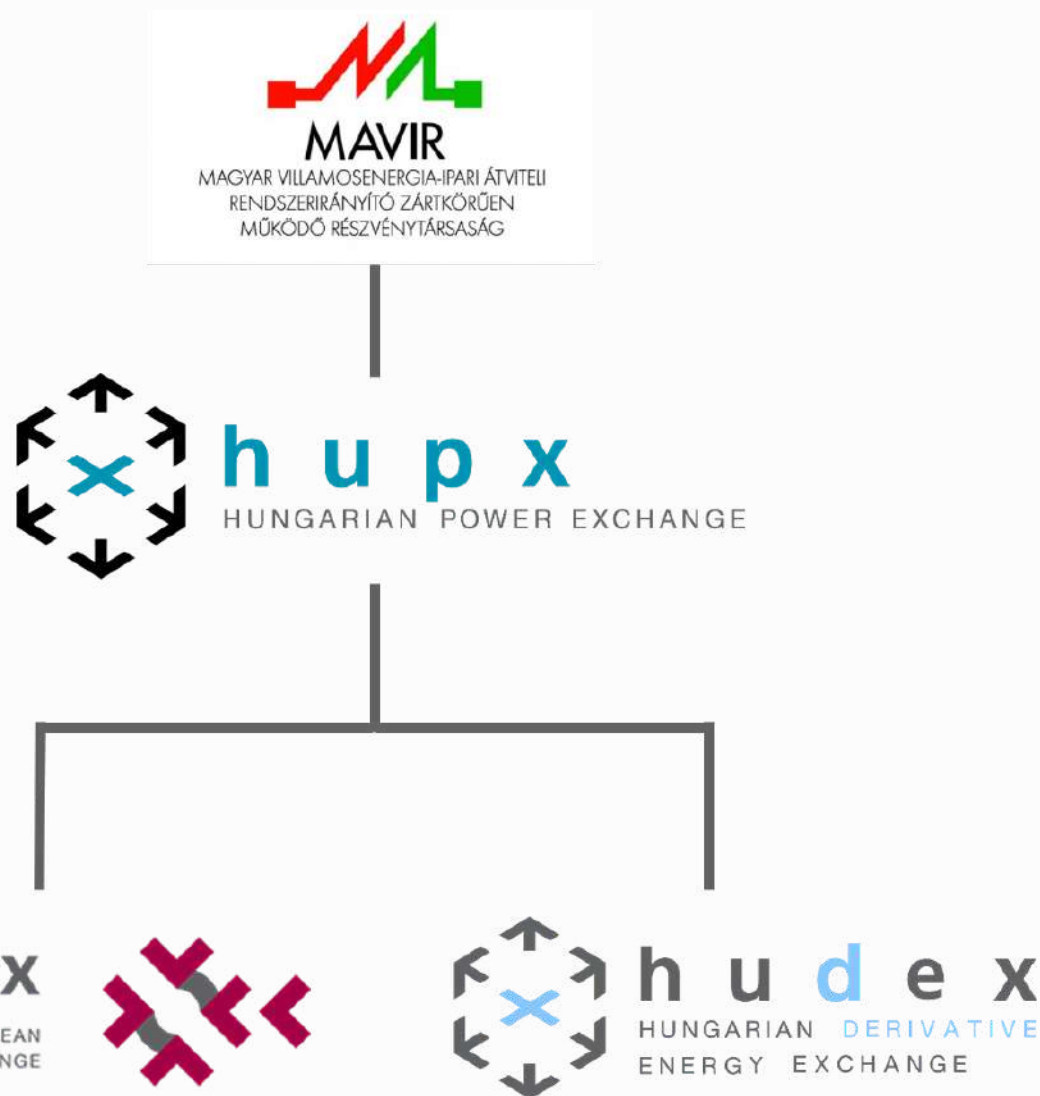 MAVIR
MAGYAR VILLAMOSENERGIA-IPARI ÁTVITELI
RENDSZERIRÁNYÍTÓ ZÁRTKÖRŰEN
MŰKÖDŐ RÉSZVÉNYTÁRSASÁG
hupx
HUNGARIAN POWER EXCHANGE
x
EAN
NGE
hudex
HUNGARIAN DERIVATIVE
ENERGY EXCHANGE